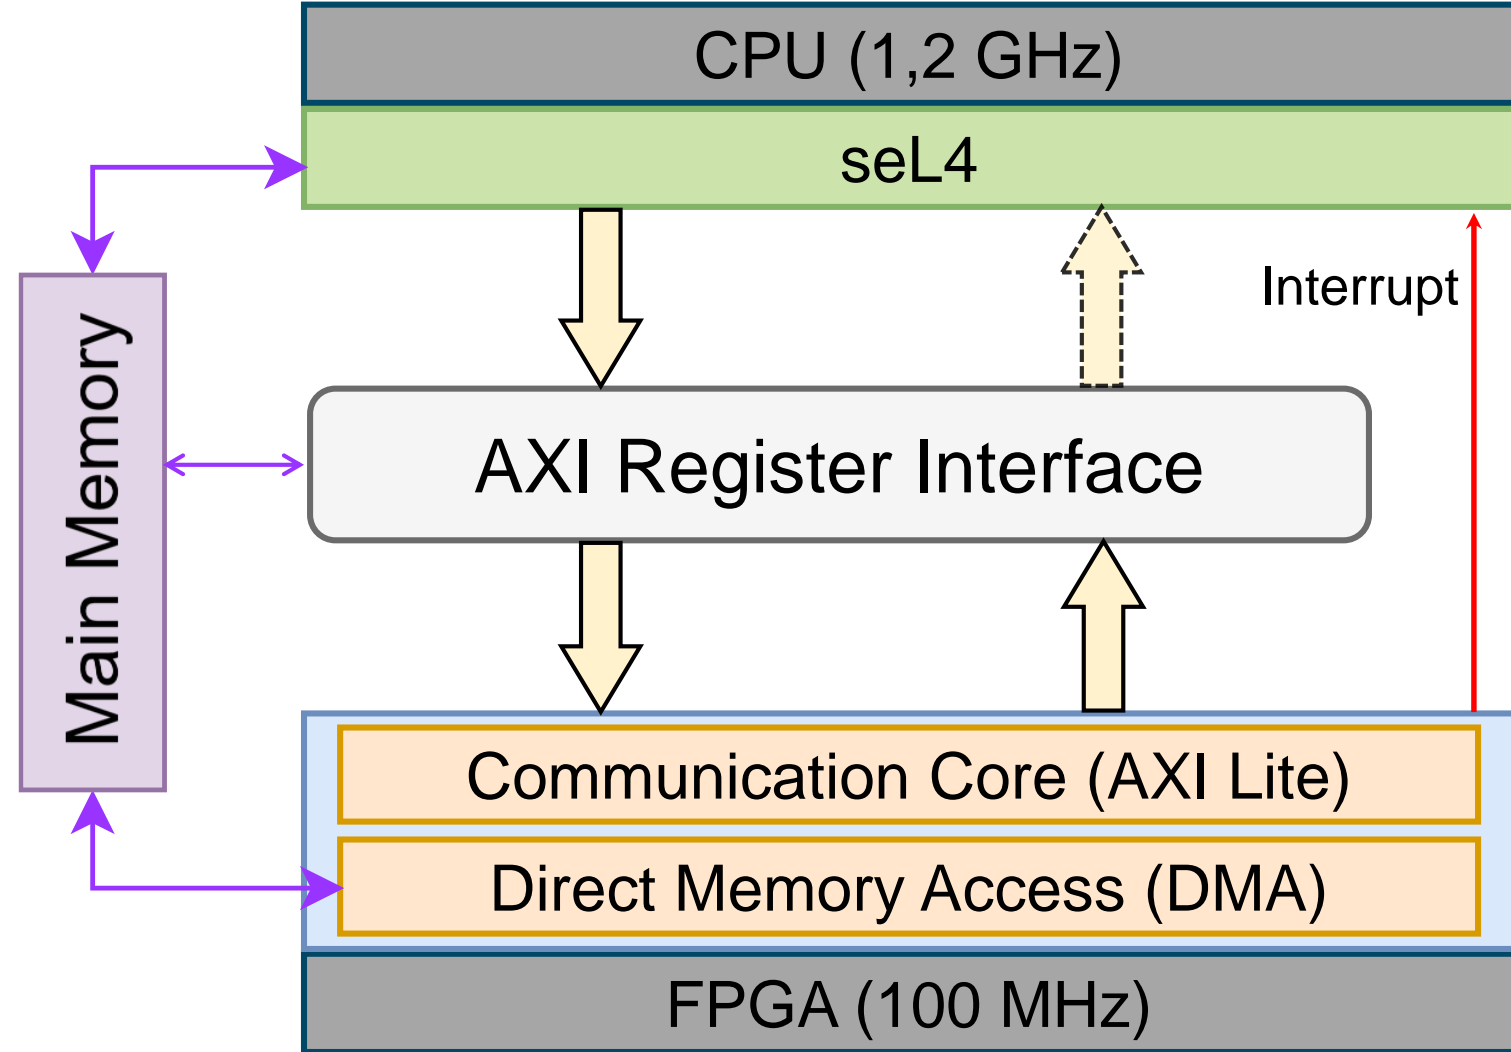 CPU (1,2 GHz)
seL4
Interrupt
Main Memory
AXI Register Interface
Communication Core (AXI Lite)
Direct Memory Access (DMA)
FPGA (100 MHz)